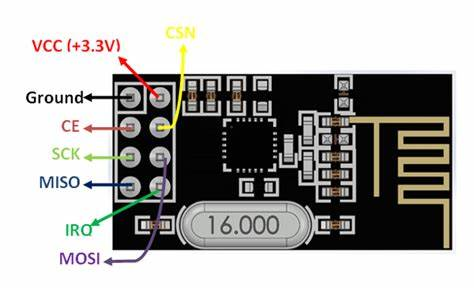 CSN
VCC (+3.3V)
Ground
CE
SCK
MISO
IRQ
MOSI
16.000